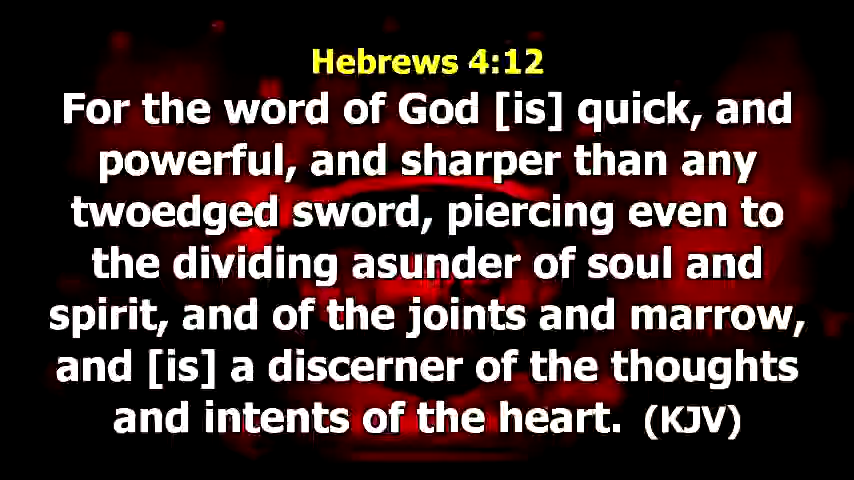 Hebrews 4:12
For the word of God [is] quick, and
powerful, and sharper than any
twoedged sword, piercing even to
the dividing asunder of soul and
spirit, and of the joints and marrow,
and [is] a discerner of the thoughts
and intents of the heart. (KJV)